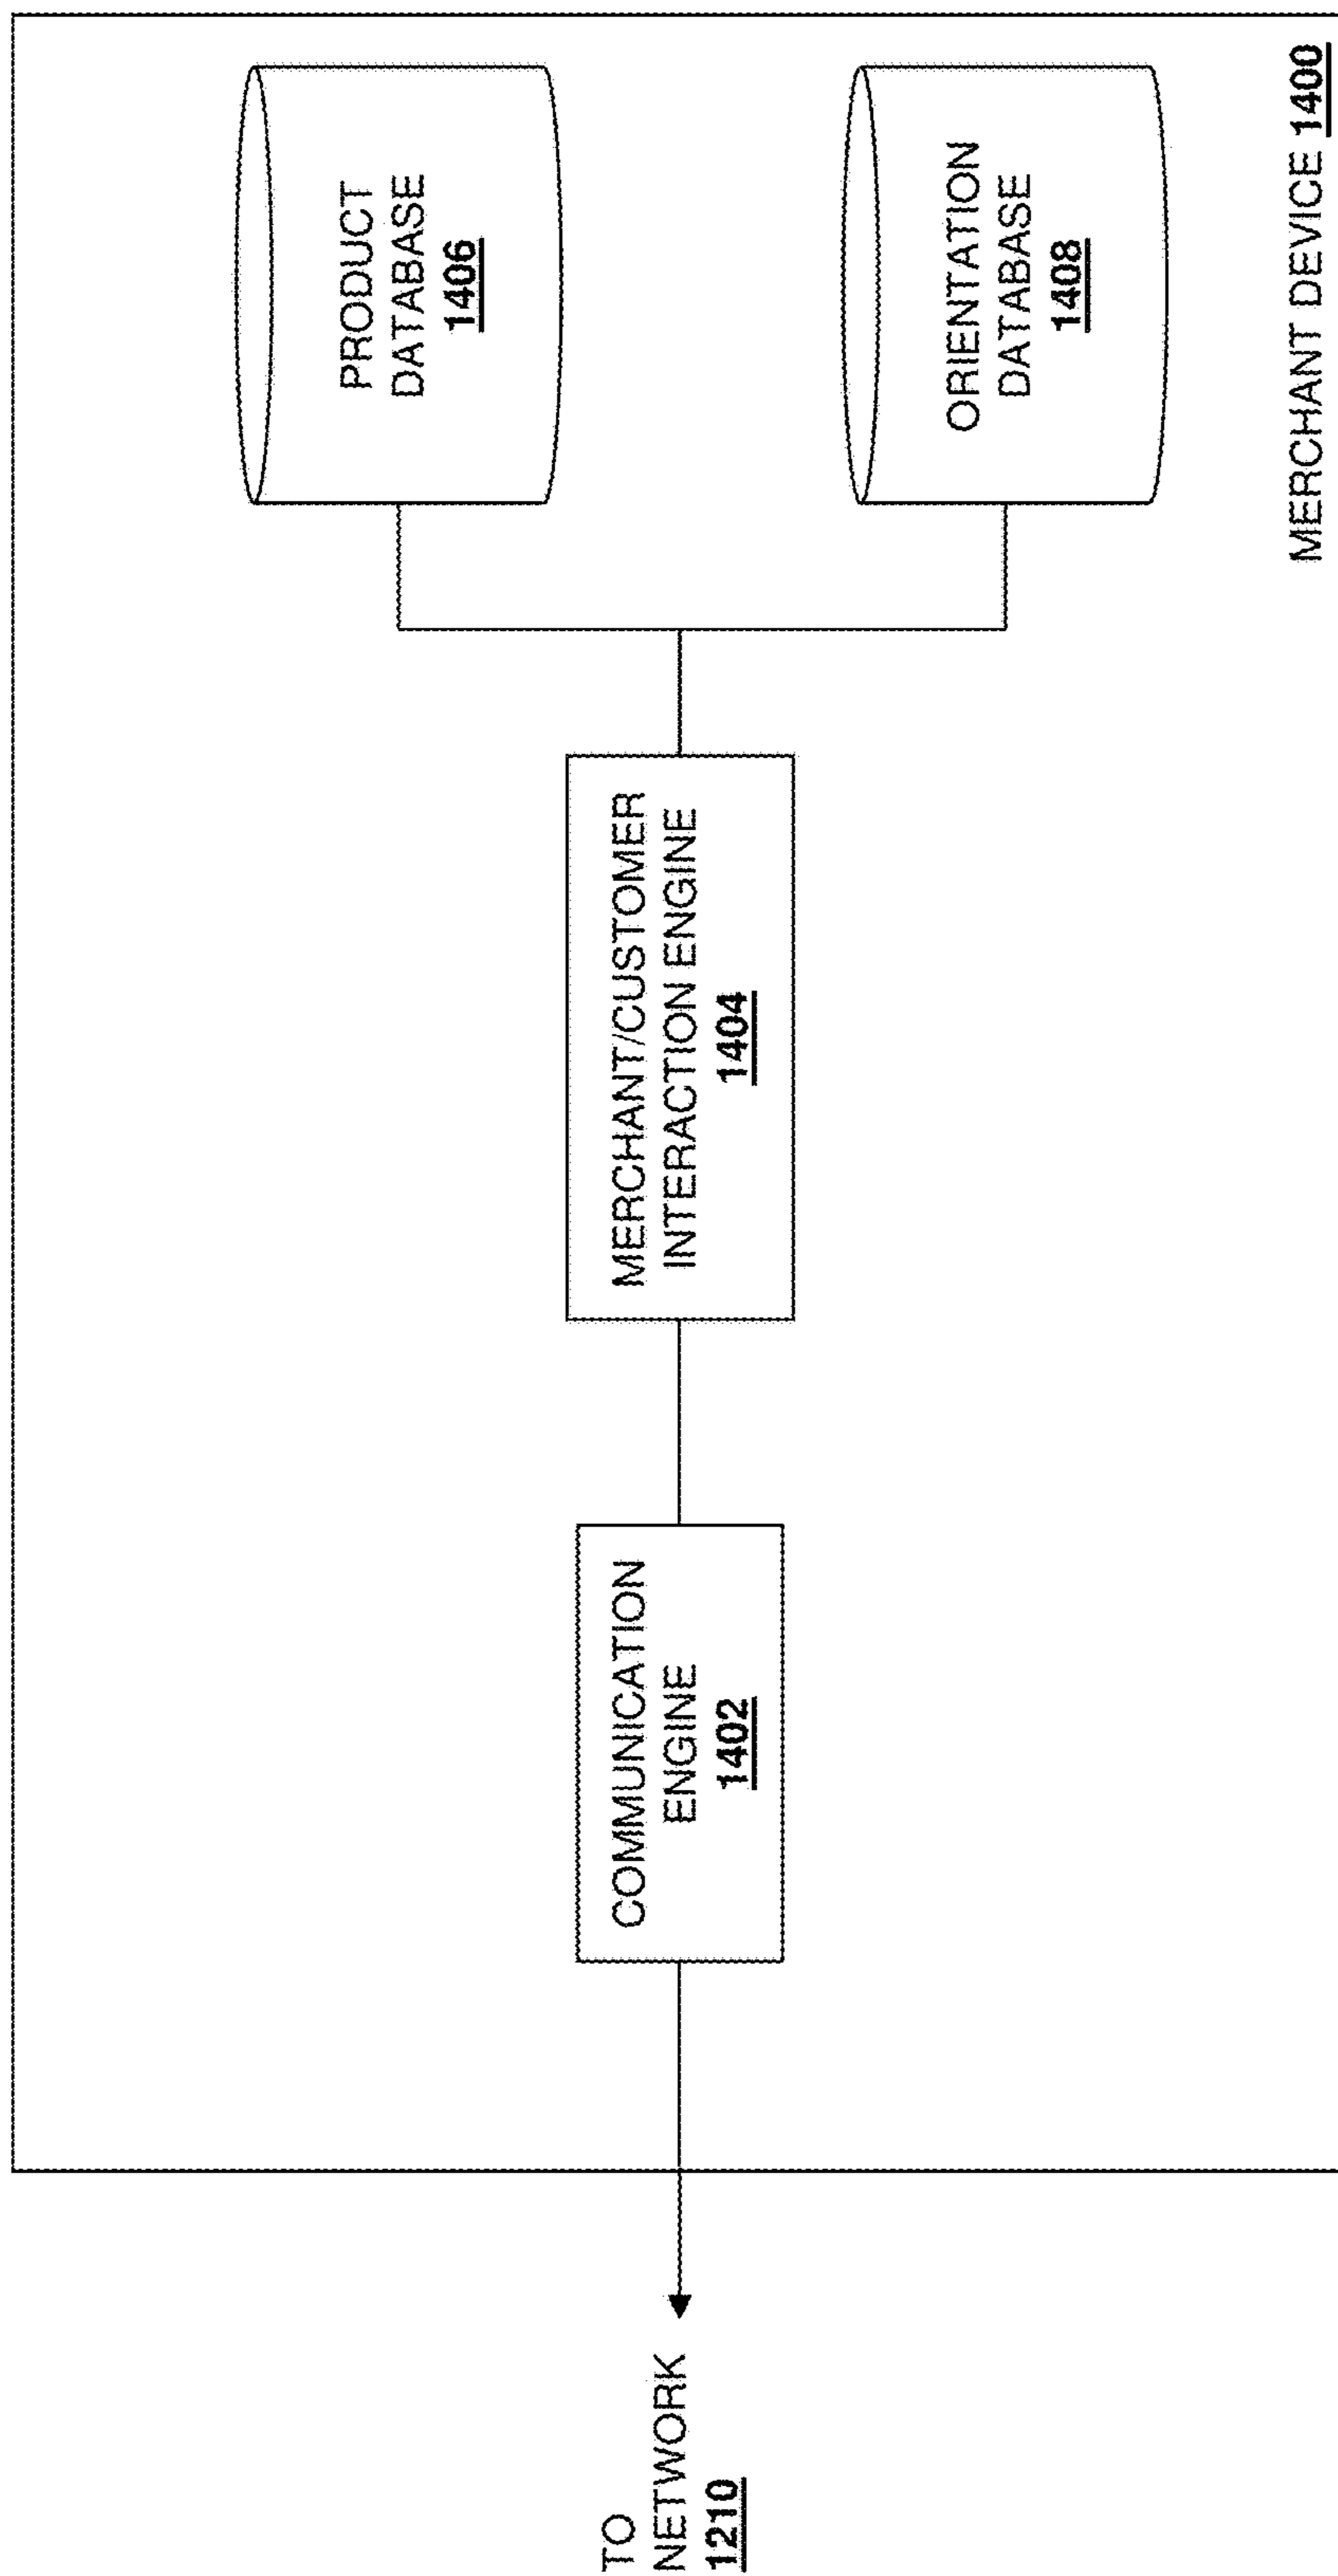 TO
NETWORK
1210
COMMUNICATION
ENGINE
1402
MERCHANT/CUSTOMER
INTERACTION ENGINE
1404
PRODUCT
DATABASE
1406
ORIENTATION
DATABASE
1408
MERCHANT DEVICE 1400